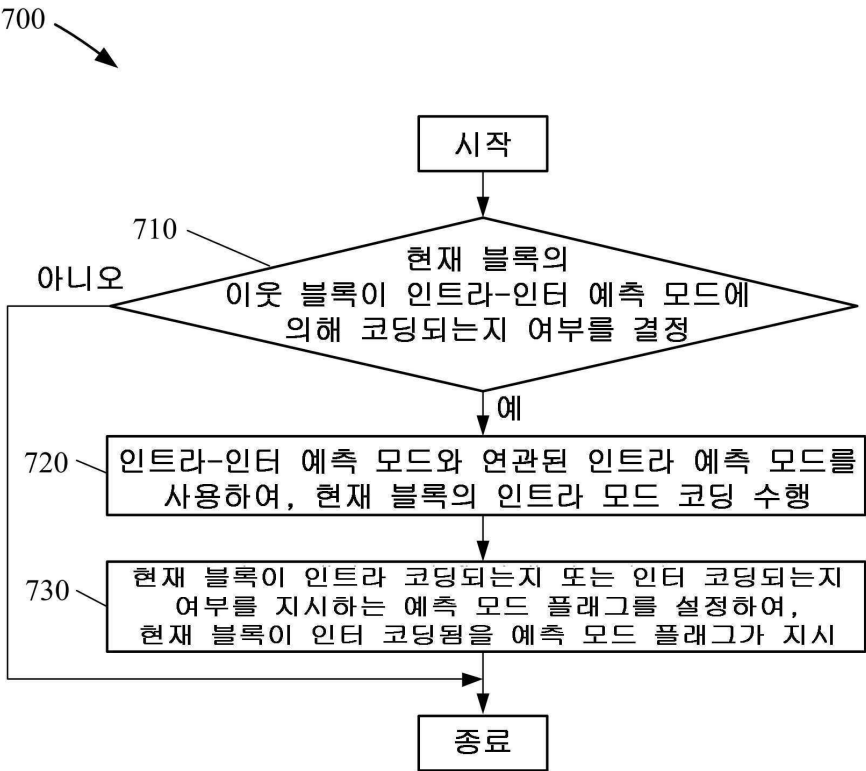 700
시작
710
현재 블록의
아니오
이웃 블록이 인트라-인터 예측 모드에
의해 코딩되는지 여부를 결정
예
720
인트라-인터 예측 모드와 연관된 인트라 예측 모드를
사용하여, 현재 블록의 인트라 모드 코딩 수행
730
현재 블록이 인트라 코딩되는지 또는 인터 코딩되는지
여부를 지시하는 예측 모드 플래그를 설정하여,
현재 블록이 인터 코딩됨을 예측 모드 플래그가 지시
종료